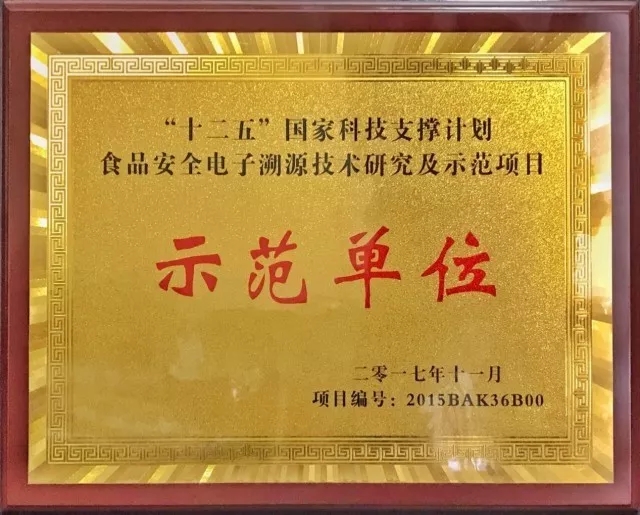 “十二五”国家科技支撑计划
食品安全电子溯源技术研究及示范项目
示范单位
二零一七年十一月
项目编号：2015BAK36B00